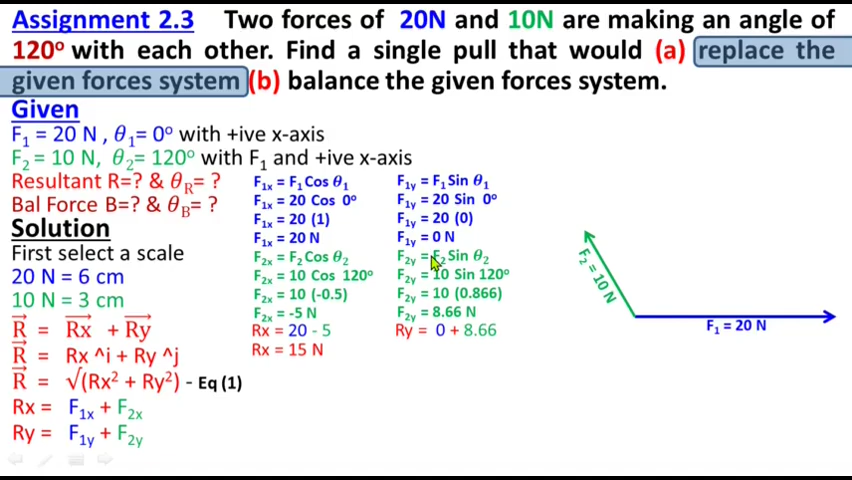 Assignment 2.3 Two forces of 20N and 10N are making an angle of
120º with each other. Find a single pull that would (a) replace the
given forces system (b) balance the given forces system.
Given
F₁ = 20 N , θ₁= 0º with +ive x-axis
F₂ = 10 N, θ₂= 120º with F₁ and +ive x-axis
Resultant R=? & θR= ?
Bal Force B=? & θB= ?
Solution
First select a scale
20 N = 6 cm
10 N = 3 cm
R = Rx + Ry
R = Rx ^i + Ry ^j
R = √(Rx² + Ry²) - Eq (1)
Rx = F₁x + F₂x
Ry = F₁y + F₂y
F₁x = F₁ Cos θ₁
F₁x = 20 Cos 0º
F₁x = 20 (1)
F₁x = 20 N
F₂x = F₂ Cos θ₂
F₂x = 10 Cos 120º
F₂x = 10 (-0.5)
F₂x = -5 N
Rx = 20 - 5
Rx = 15 N
F₁y = F₁ Sin θ₁
F₁y = 20 Sin 0º
F₁y = 20 (0)
F₁y = 0 N
F₂y = F₂ Sin θ₂
F₂y = 10 Sin 120º
F₂y = 10 (0.866)
F₂y = 8.66 N
Ry = 0 + 8.66
F₂ = 10 N
F₁ = 20 N